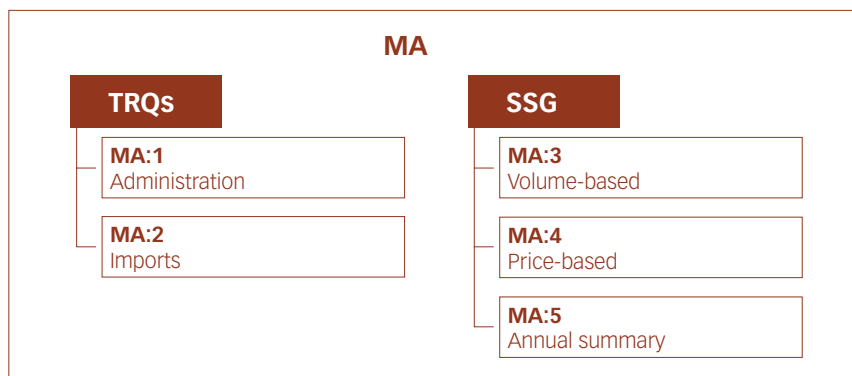 MA
TRQs
MA:1
Administration
MA:2
Imports
SSG
MA:3
Volume-based
MA:4
Price-based
MA:5
Annual summary